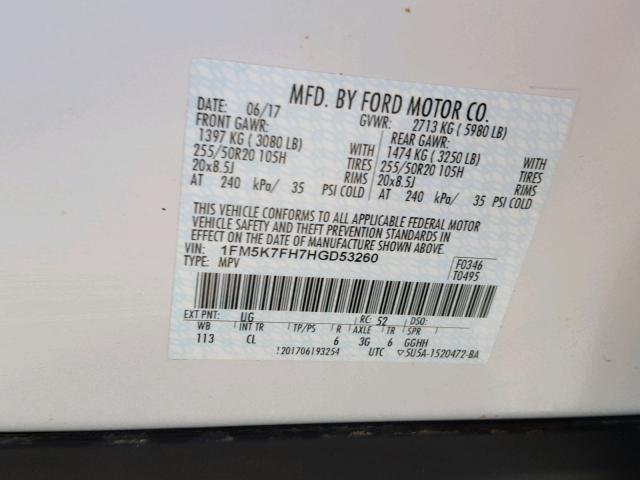 MFD. BY FORD MOTOR CO.
DATE: 06/17 GVWR: 2713 KG ( 5980 LB)
FRONT GAWR: REAR GAWR:
1397 KG ( 3080 LB) WITH 1474 KG ( 3250 LB) WITH
255/50R20 105H TIRES 255/50R20 105H TIRES
20x8.5J RIMS 20x8.5J RIMS
AT 240 kPa/ 35 PSI COLD AT 240 kPa/ 35 PSI COLD
THIS VEHICLE CONFORMS TO ALL APPLICABLE FEDERAL MOTOR
VEHICLE SAFETY AND THEFT PREVENTION STANDARDS IN
EFFECT ON THE DATE OF MANUFACTURE SHOWN ABOVE.
VIN: 1FM5K7FH7HGD53260 F0346
TYPE: MPV T0495
EXT PNT: UG RC: 52 DSO:
WB INT TR TP/PS R AXLE TR SPR
113 CL 6 3G 6 GGHH
!201706193254 UTC ▽5U5A-1520472-BA